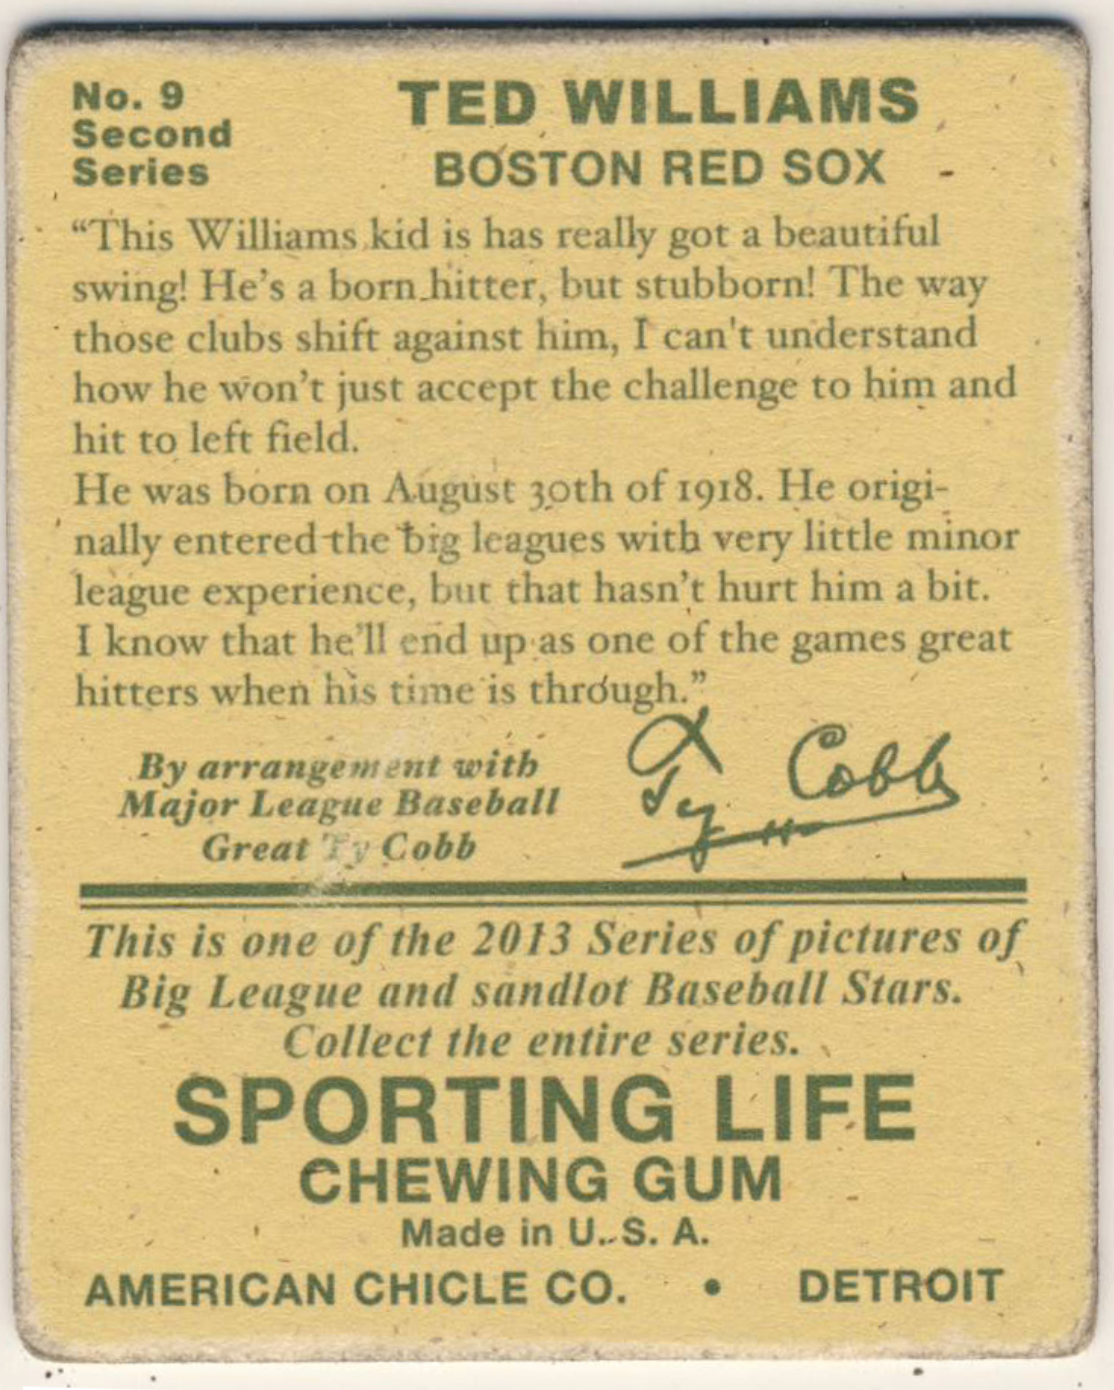 No. 9
Second
Series
TED WILLIAMS
BOSTON RED SOX
“This Williams kid is has really got a beautiful
swing! He's a born hitter, but stubborn! The way
those clubs shift against him, I can't understand
how he won't just accept the challenge to him and
hit to left field.
He was born on August 30th of 1918. He origi-
nally entered the big leagues with very little minor
league experience, but that hasn't hurt him a bit.
I know that he'll end up as one of the games great
hitters when his time is through.”
By arrangement with
Major League Baseball
Great Ty Cobb
Ty Cobb
This is one of the 2013 Series of pictures of
Big League and sandlot Baseball Stars.
Collect the entire series.
SPORTING LIFE
CHEWING GUM
Made in U. S. A.
AMERICAN CHICLE CO. • DETROIT